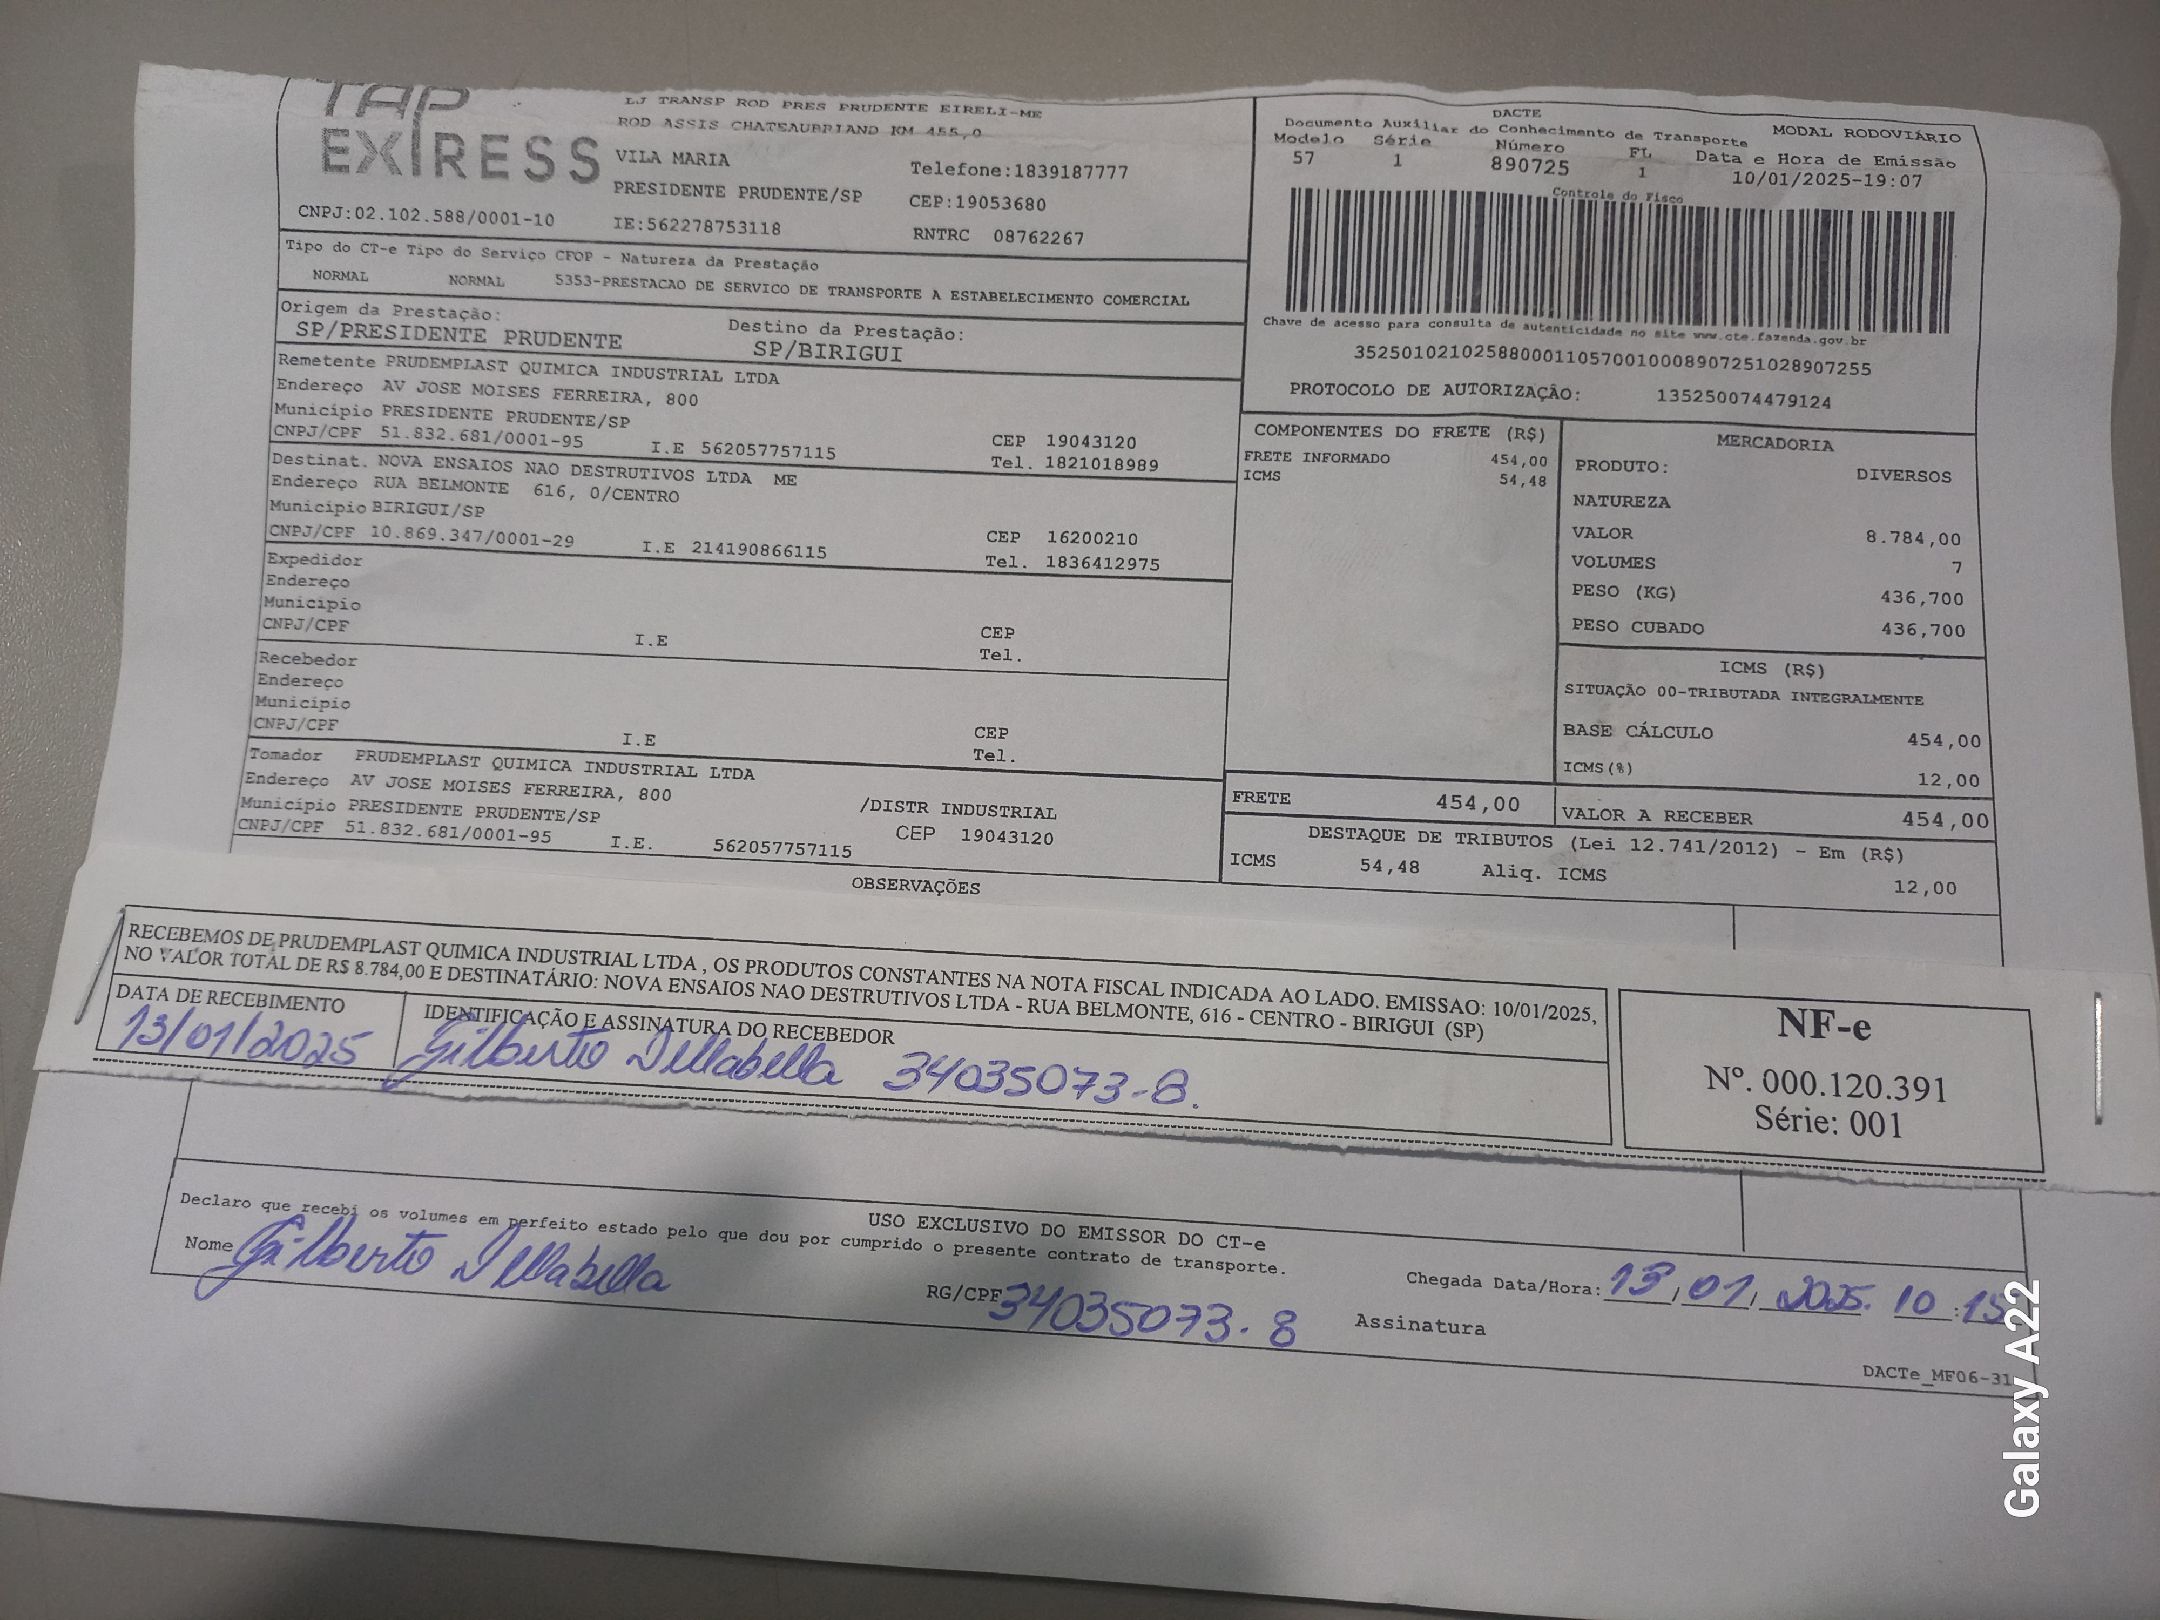 TAP
EXPRESS
LJ TRANSP ROD PRES PRUDENTE EIRELI-ME
ROD ASSIS CHATEAUBRIAND KM 455,0
VILA MARIA
Telefone:1839187777
PRESIDENTE PRUDENTE/SP
CEP:19053680
CNPJ:02.102.588/0001-10
IE:562278753118
RNTRC 08762267
DACTE
Documento Auxiliar do Conhecimento de Transporte
MODAL RODOVIÁRIO
Modelo Série Número FL Data e Hora de Emissão
57 1 890725 1 10/01/2025-19:07
Controle do Fisco
Chave de acesso para consulta de autenticidade no site www.cte.fazenda.gov.br
35250102102588000110570010008907251028907255
PROTOCOLO DE AUTORIZAÇÃO: 135250074479124
Tipo do CT-e Tipo do Serviço CFOP - Natureza da Prestação
NORMAL NORMAL 5353-PRESTACAO DE SERVICO DE TRANSPORTE A ESTABELECIMENTO COMERCIAL
Origem da Prestação:
SP/PRESIDENTE PRUDENTE
Destino da Prestação:
SP/BIRIGUI
Remetente PRUDEMPLAST QUIMICA INDUSTRIAL LTDA
Endereço AV JOSE MOISES FERREIRA, 800
Município PRESIDENTE PRUDENTE/SP
CEP 19043120
CNPJ/CPF 51.832.681/0001-95 I.E 562057757115 Tel. 1821018989
Destinat. NOVA ENSAIOS NAO DESTRUTIVOS LTDA ME
Endereço RUA BELMONTE 616, 0/CENTRO
Município BIRIGUI/SP
CEP 16200210
CNPJ/CPF 10.869.347/0001-29 I.E 214190866115 Tel. 1836412975
Expedidor
Endereço
Município
CEP
CNPJ/CPF I.E Tel.
Recebedor
Endereço
Município
CEP
CNPJ/CPF I.E Tel.
Tomador PRUDEMPLAST QUIMICA INDUSTRIAL LTDA
Endereço AV JOSE MOISES FERREIRA, 800 /DISTR INDUSTRIAL
Município PRESIDENTE PRUDENTE/SP CEP 19043120
CNPJ/CPF 51.832.681/0001-95 I.E. 562057757115
COMPONENTES DO FRETE (R$)
FRETE INFORMADO 454,00
ICMS 54,48
MERCADORIA
PRODUTO: DIVERSOS
NATUREZA
VALOR 8.784,00
VOLUMES 7
PESO (KG) 436,700
PESO CUBADO 436,700
ICMS (R$)
SITUAÇÃO 00-TRIBUTADA INTEGRALMENTE
BASE CÁLCULO 454,00
ICMS(%) 12,00
FRETE 454,00
VALOR A RECEBER 454,00
DESTAQUE DE TRIBUTOS (Lei 12.741/2012) - Em (R$)
ICMS 54,48 Aliq. ICMS 12,00
OBSERVAÇÕES
RECEBEMOS DE PRUDEMPLAST QUIMICA INDUSTRIAL LTDA , OS PRODUTOS CONSTANTES NA NOTA FISCAL INDICADA AO LADO. EMISSAO: 10/01/2025,
NO VALOR TOTAL DE R$ 8.784,00 E DESTINATÁRIO: NOVA ENSAIOS NAO DESTRUTIVOS LTDA - RUA BELMONTE, 616 - CENTRO - BIRIGUI (SP)
DATA DE RECEBIMENTO
13/01/2025
IDENTIFICAÇÃO E ASSINATURA DO RECEBEDOR
Gilberto Dellabella 34035073-8.
NF-e
Nº. 000.120.391
Série: 001
USO EXCLUSIVO DO EMISSOR DO CT-e
Declaro que recebi os volumes em perfeito estado pelo que dou por cumprido o presente contrato de transporte.
Nome Gilberto Dellabella
RG/CPF 34035073-8
Chegada Data/Hora: 13/01/2025. 10:15
Assinatura
DACTe_MF06-31
Galaxy A22